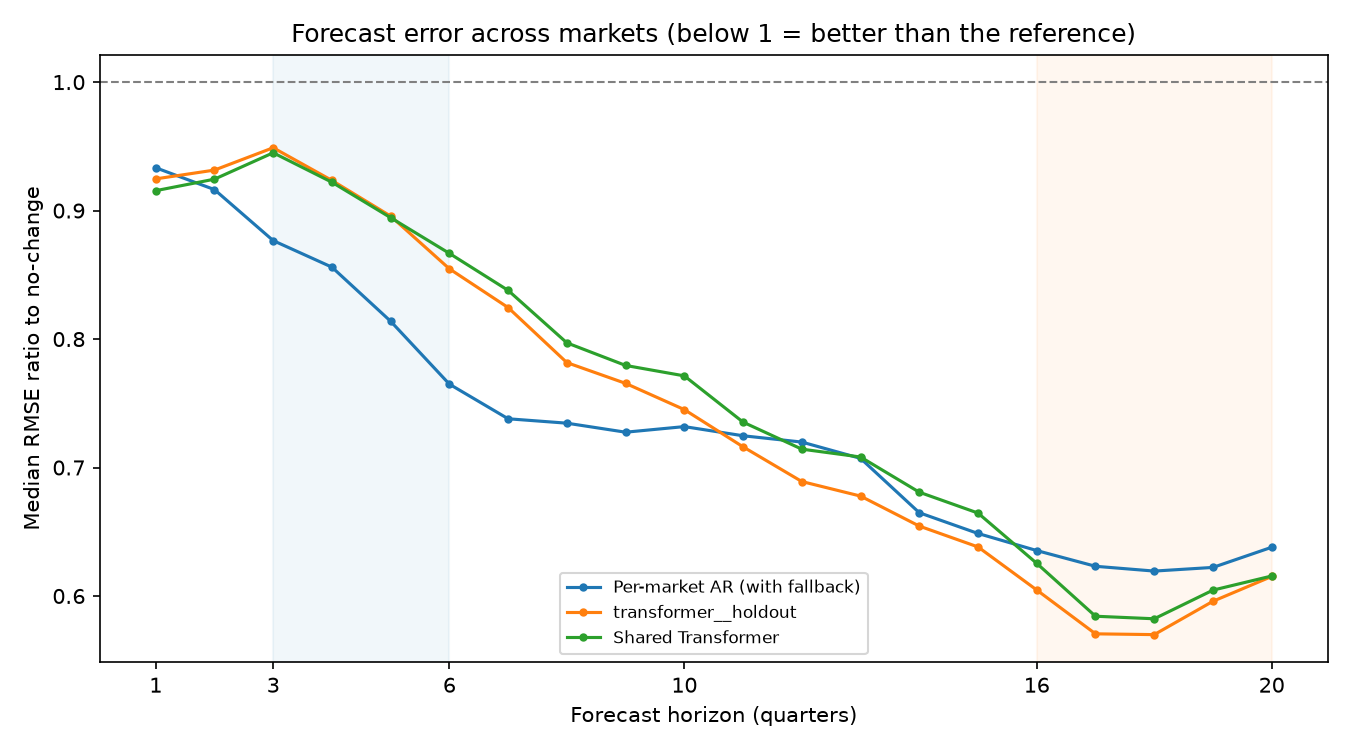 Forecast error across markets (below 1 = better than the reference)
Median RMSE ratio to no-change
1.0
0.9
0.8
0.7
0.6
Per-market AR (with fallback)
transformer__holdout
Shared Transformer
1 3 6 10 16 20
Forecast horizon (quarters)